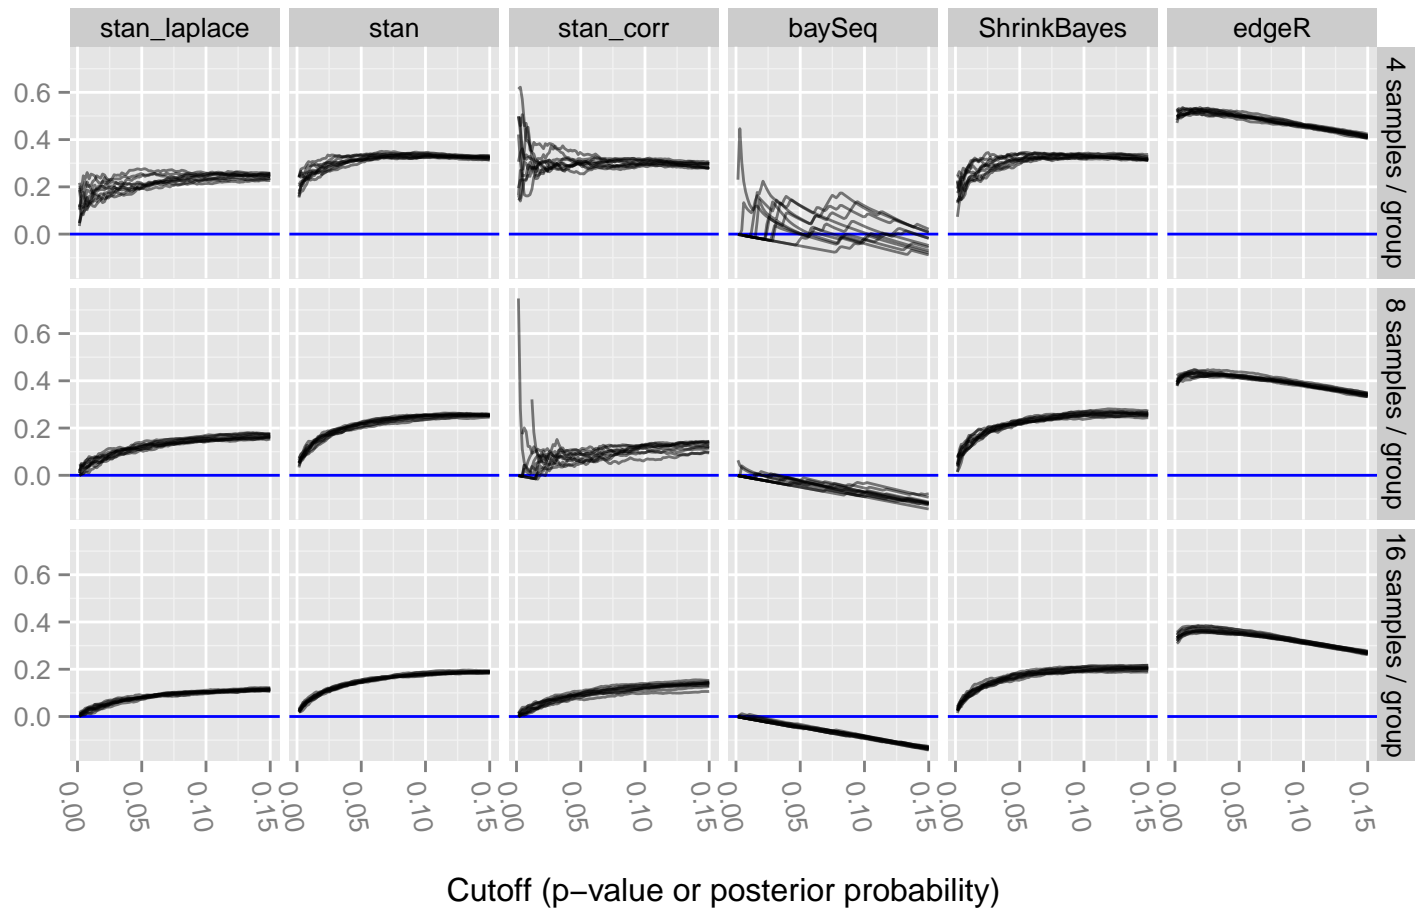 stan_laplace stan stan_corr baySeq ShrinkBayes edgeR
0.6
0.4
0.2
0.0
4 samples / group
0.6
0.4
0.2
0.0
8 samples / group
0.6
0.4
0.2
0.0
16 samples / group
0.00 0.05 0.10 0.15 0.00 0.05 0.10 0.15 0.00 0.05 0.10 0.15 0.00 0.05 0.10 0.15 0.00 0.05 0.10 0.15 0.00 0.05 0.10 0.15
Cutoff (p−value or posterior probability)